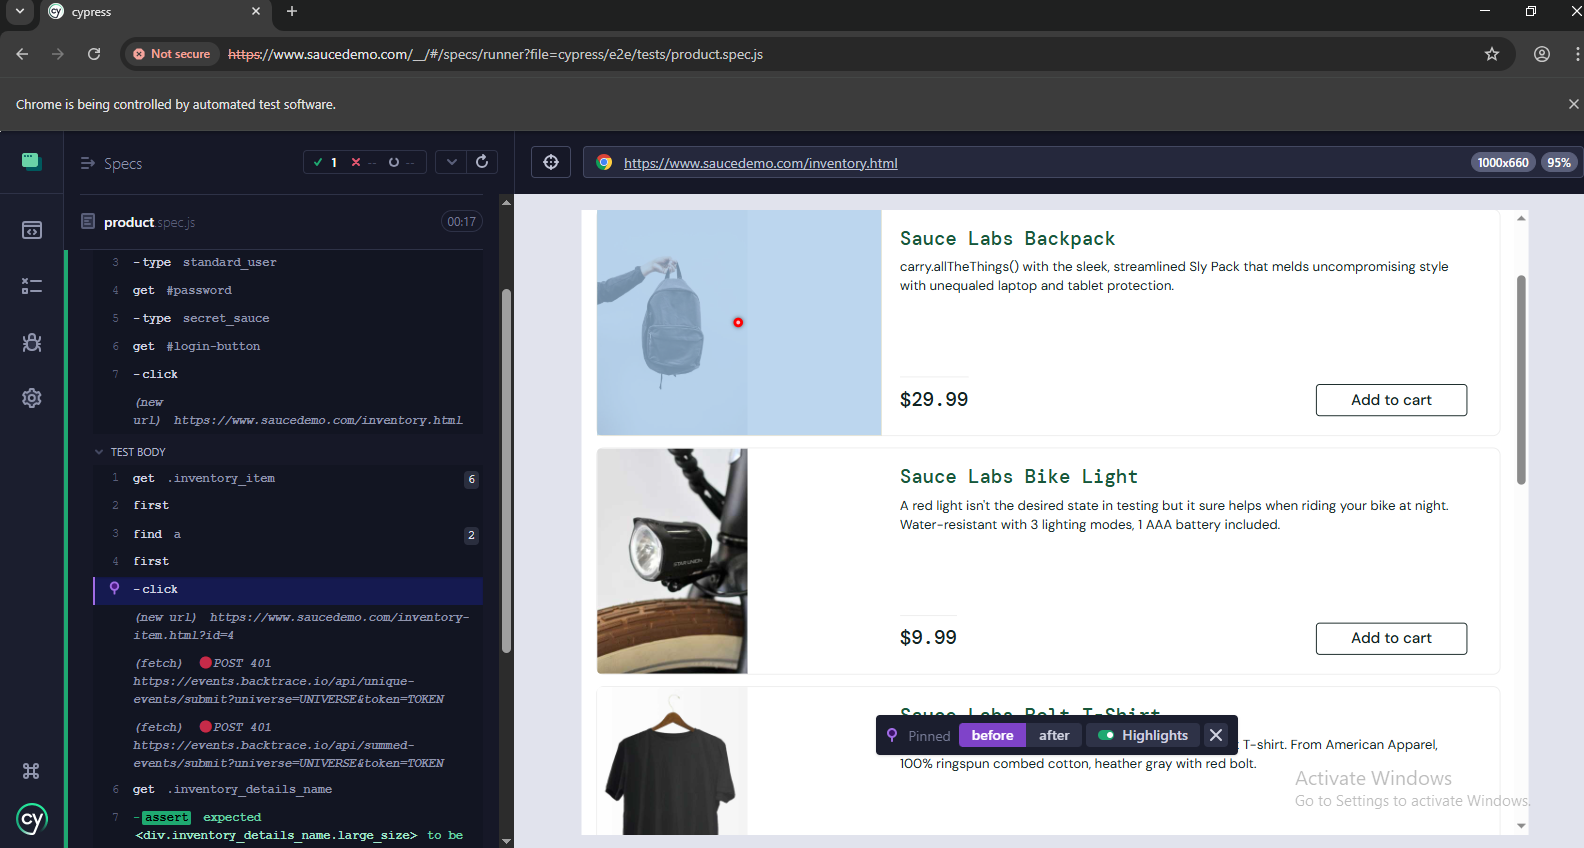 cypress
Not secure https://www.saucedemo.com/__/#/specs/runner?file=cypress/e2e/tests/product.spec.js
Chrome is being controlled by automated test software.
Specs
1 -- --
https://www.saucedemo.com/inventory.html
1000x660 95%
product.spec.js 00:17
3 -type standard_user
4 get #password
5 -type secret_sauce
6 get #login-button
7 -click
(new
url) https://www.saucedemo.com/inventory.html
TEST BODY
1 get .inventory_item 6
2 first
3 find a 2
4 first
-click
(new url) https://www.saucedemo.com/inventory-
item.html?id=4
(fetch) POST 401
https://events.backtrace.io/api/unique-
events/submit?universe=UNIVERSE&token=TOKEN
(fetch) POST 401
https://events.backtrace.io/api/summed-
events/submit?universe=UNIVERSE&token=TOKEN
6 get .inventory_details_name
7 -assert expected
<div.inventory_details_name.large_size> to be
cy
Sauce Labs Backpack
carry.allTheThings() with the sleek, streamlined Sly Pack that melds uncompromising style
with unequaled laptop and tablet protection.
$29.99
Add to cart
Sauce Labs Bike Light
A red light isn't the desired state in testing but it sure helps when riding your bike at night.
Water-resistant with 3 lighting modes, 1 AAA battery included.
$9.99
Add to cart
Sauce Labs Bolt T-Shirt
T-shirt. From American Apparel,
100% ringspun combed cotton, heather gray with red bolt.
Pinned before after Highlights
Activate Windows
Go to Settings to activate Windows.